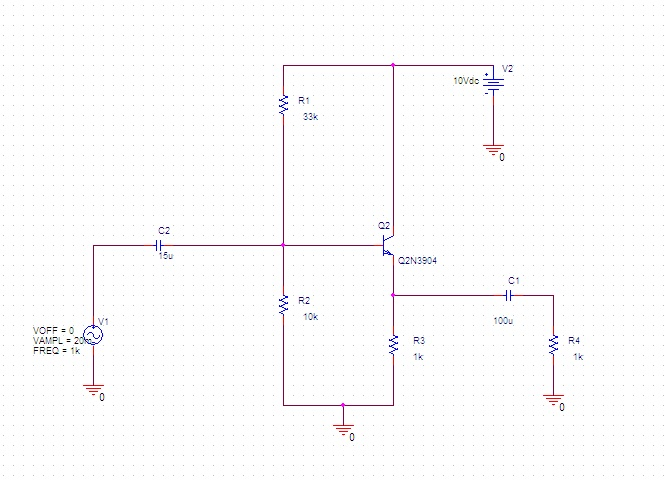 V2
10Vdc
0
R1
33k
C2
15u
Q2
Q2N3904
C1
100u
R2
10k
V1
VOFF = 0
VAMPL = 20m
FREQ = 1k
0
R3
1k
R4
1k
0
0